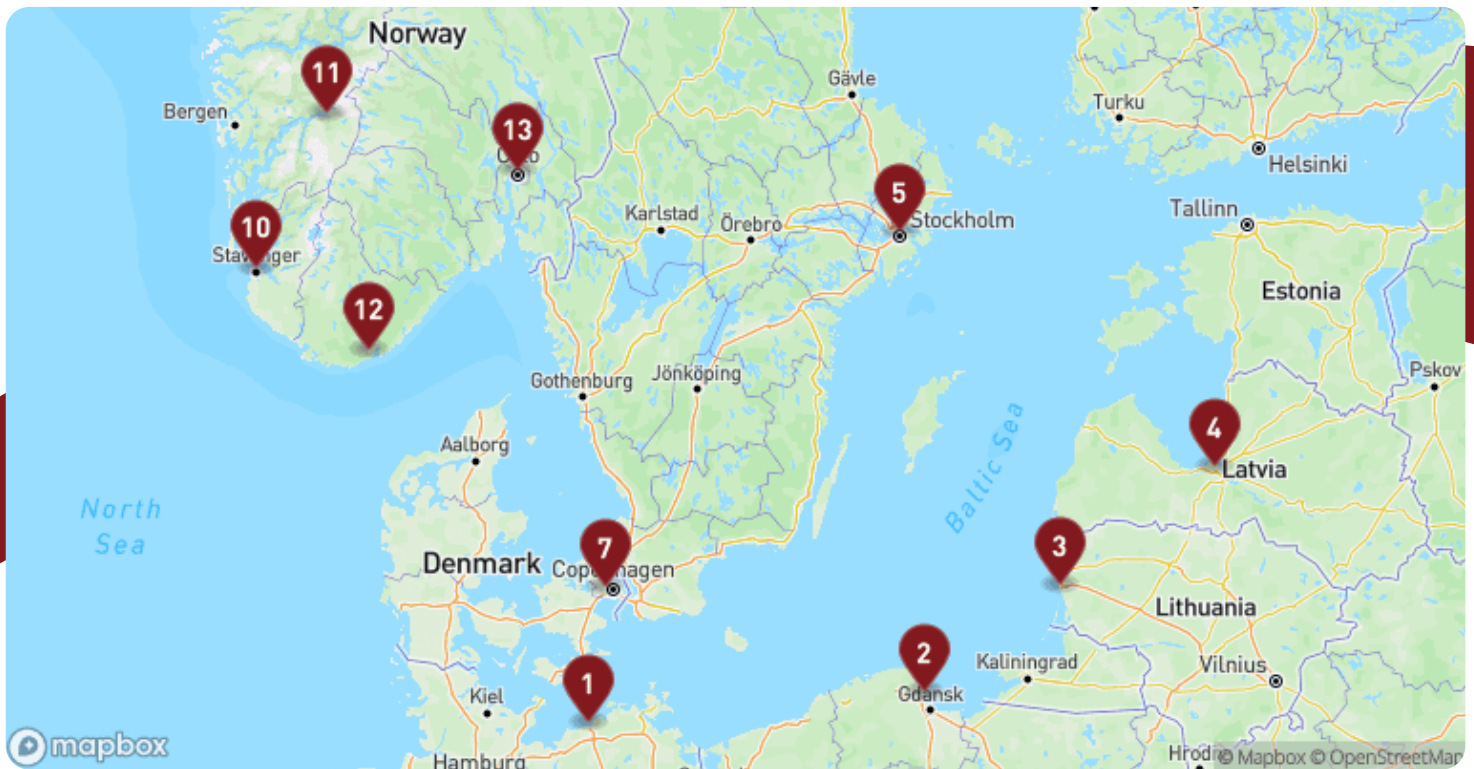 Norway
11
Gävle
Bergen
Turku
13
Helsinki
5
Stockholm
Karlstad
Örebro
Tallinn
10
Stavanger
Estonia
12
Gothenburg
Jönköping
Pskov
Aalborg
4
Latvia
Baltic Sea
North
Sea
7
3
Denmark
Copenhagen
Lithuania
2
Kaliningrad
Vilnius
1
Kiel
Gdansk
mapbox
Hamburg
© Mapbox © OpenStreetMap